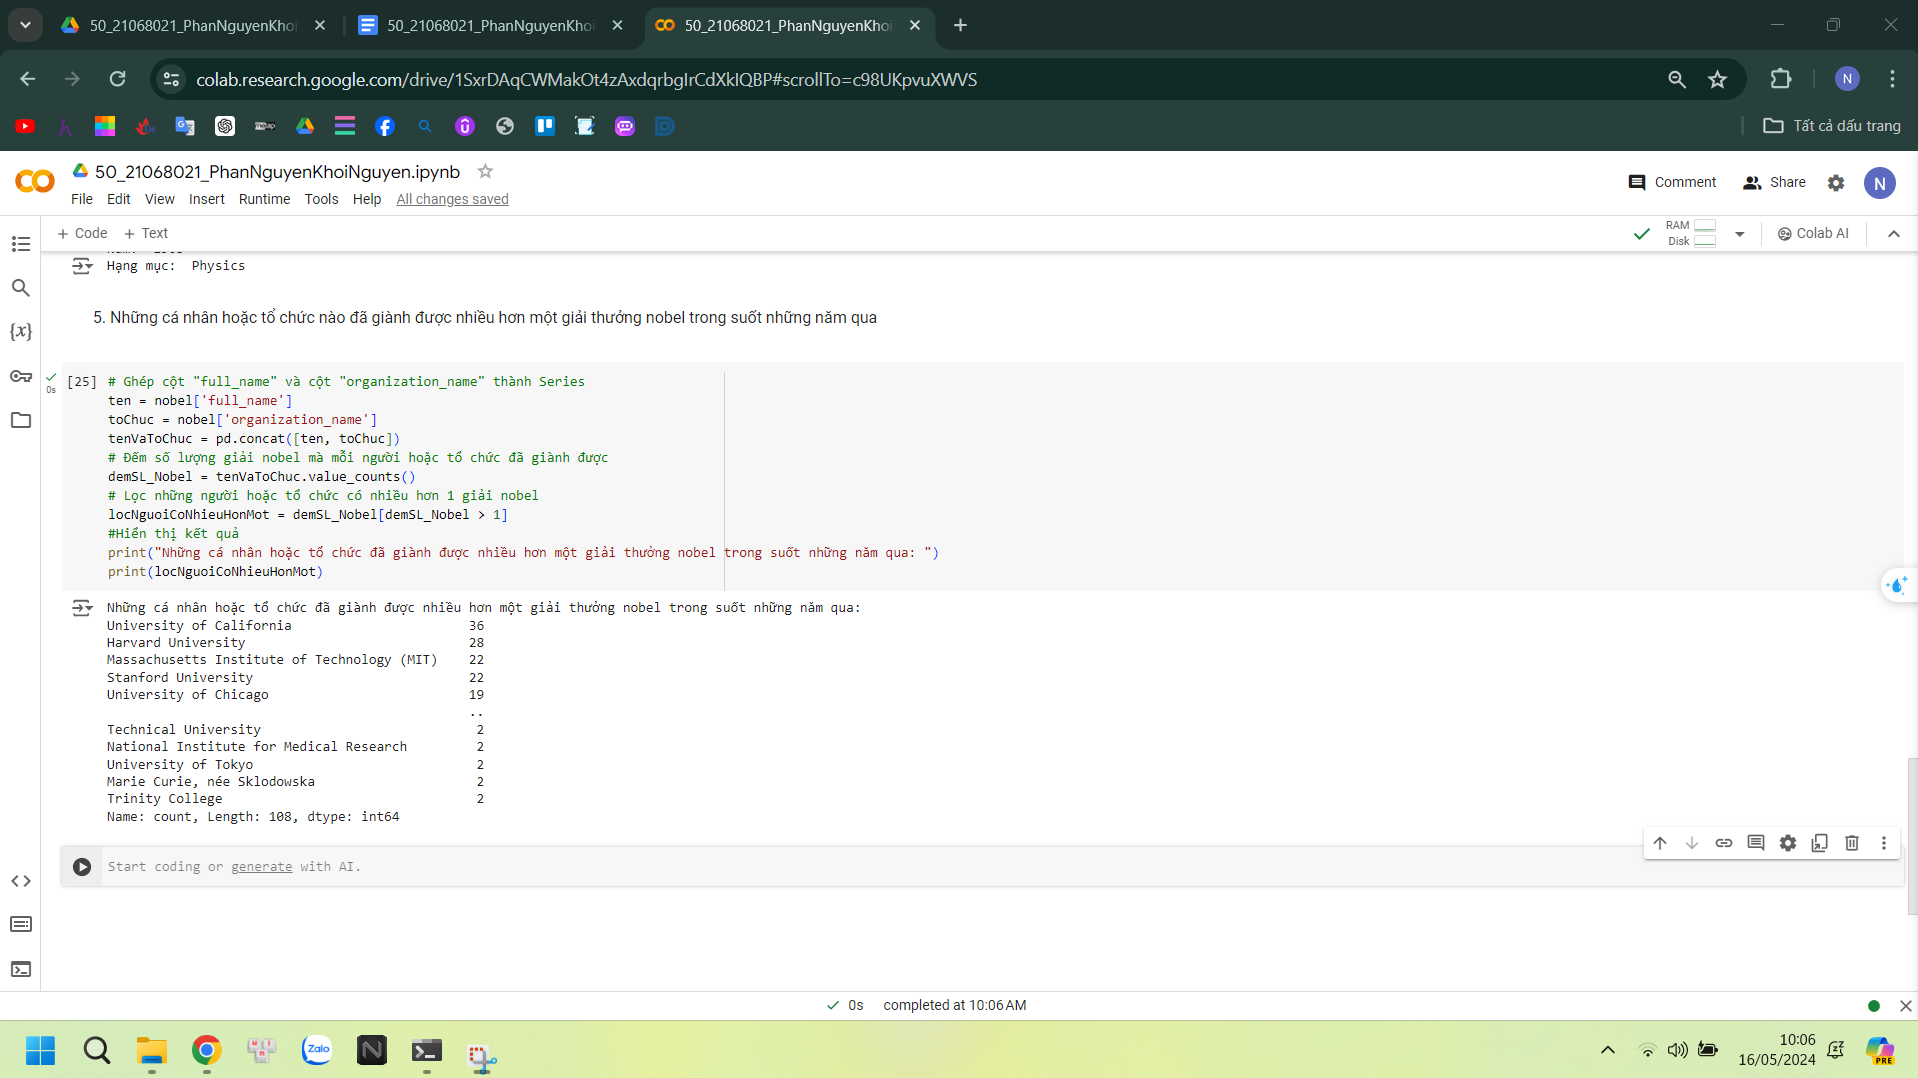 50_21068021_PhanNguyenKhoi
50_21068021_PhanNguyenKhoi
50_21068021_PhanNguyenKhoi
colab.research.google.com/drive/1SxrDAqCWMakOt4zAxdqrbgIrCdXkIQBP#scrollTo=c98UKpvuXWVS
N
Tất cả dấu trang
50_21068021_PhanNguyenKhoiNguyen.ipynb
Comment
Share
N
File Edit View Insert Runtime Tools Help All changes saved
+ Code + Text
RAM
Disk
Colab AI
Hạng mục: Physics
5. Những cá nhân hoặc tổ chức nào đã giành được nhiều hơn một giải thưởng nobel trong suốt những năm qua
0s
[25] # Ghép cột "full_name" và cột "organization_name" thành Series
ten = nobel['full_name']
toChuc = nobel['organization_name']
tenVaToChuc = pd.concat([ten, toChuc])
# Đếm số lượng giải nobel mà mỗi người hoặc tổ chức đã giành được
demSL_Nobel = tenVaToChuc.value_counts()
# Lọc những người hoặc tổ chức có nhiều hơn 1 giải nobel
locNguoiCoNhieuHonMot = demSL_Nobel[demSL_Nobel > 1]
#Hiển thị kết quả
print("Những cá nhân hoặc tổ chức đã giành được nhiều hơn một giải thưởng nobel trong suốt những năm qua: ")
print(locNguoiCoNhieuHonMot)
Những cá nhân hoặc tổ chức đã giành được nhiều hơn một giải thưởng nobel trong suốt những năm qua:
University of California 36
Harvard University 28
Massachusetts Institute of Technology (MIT) 22
Stanford University 22
University of Chicago 19
..
Technical University 2
National Institute for Medical Research 2
University of Tokyo 2
Marie Curie, née Sklodowska 2
Trinity College 2
Name: count, Length: 108, dtype: int64
Start coding or generate with AI.
0s completed at 10:06 AM
Zalo
10:06
16/05/2024
PRE